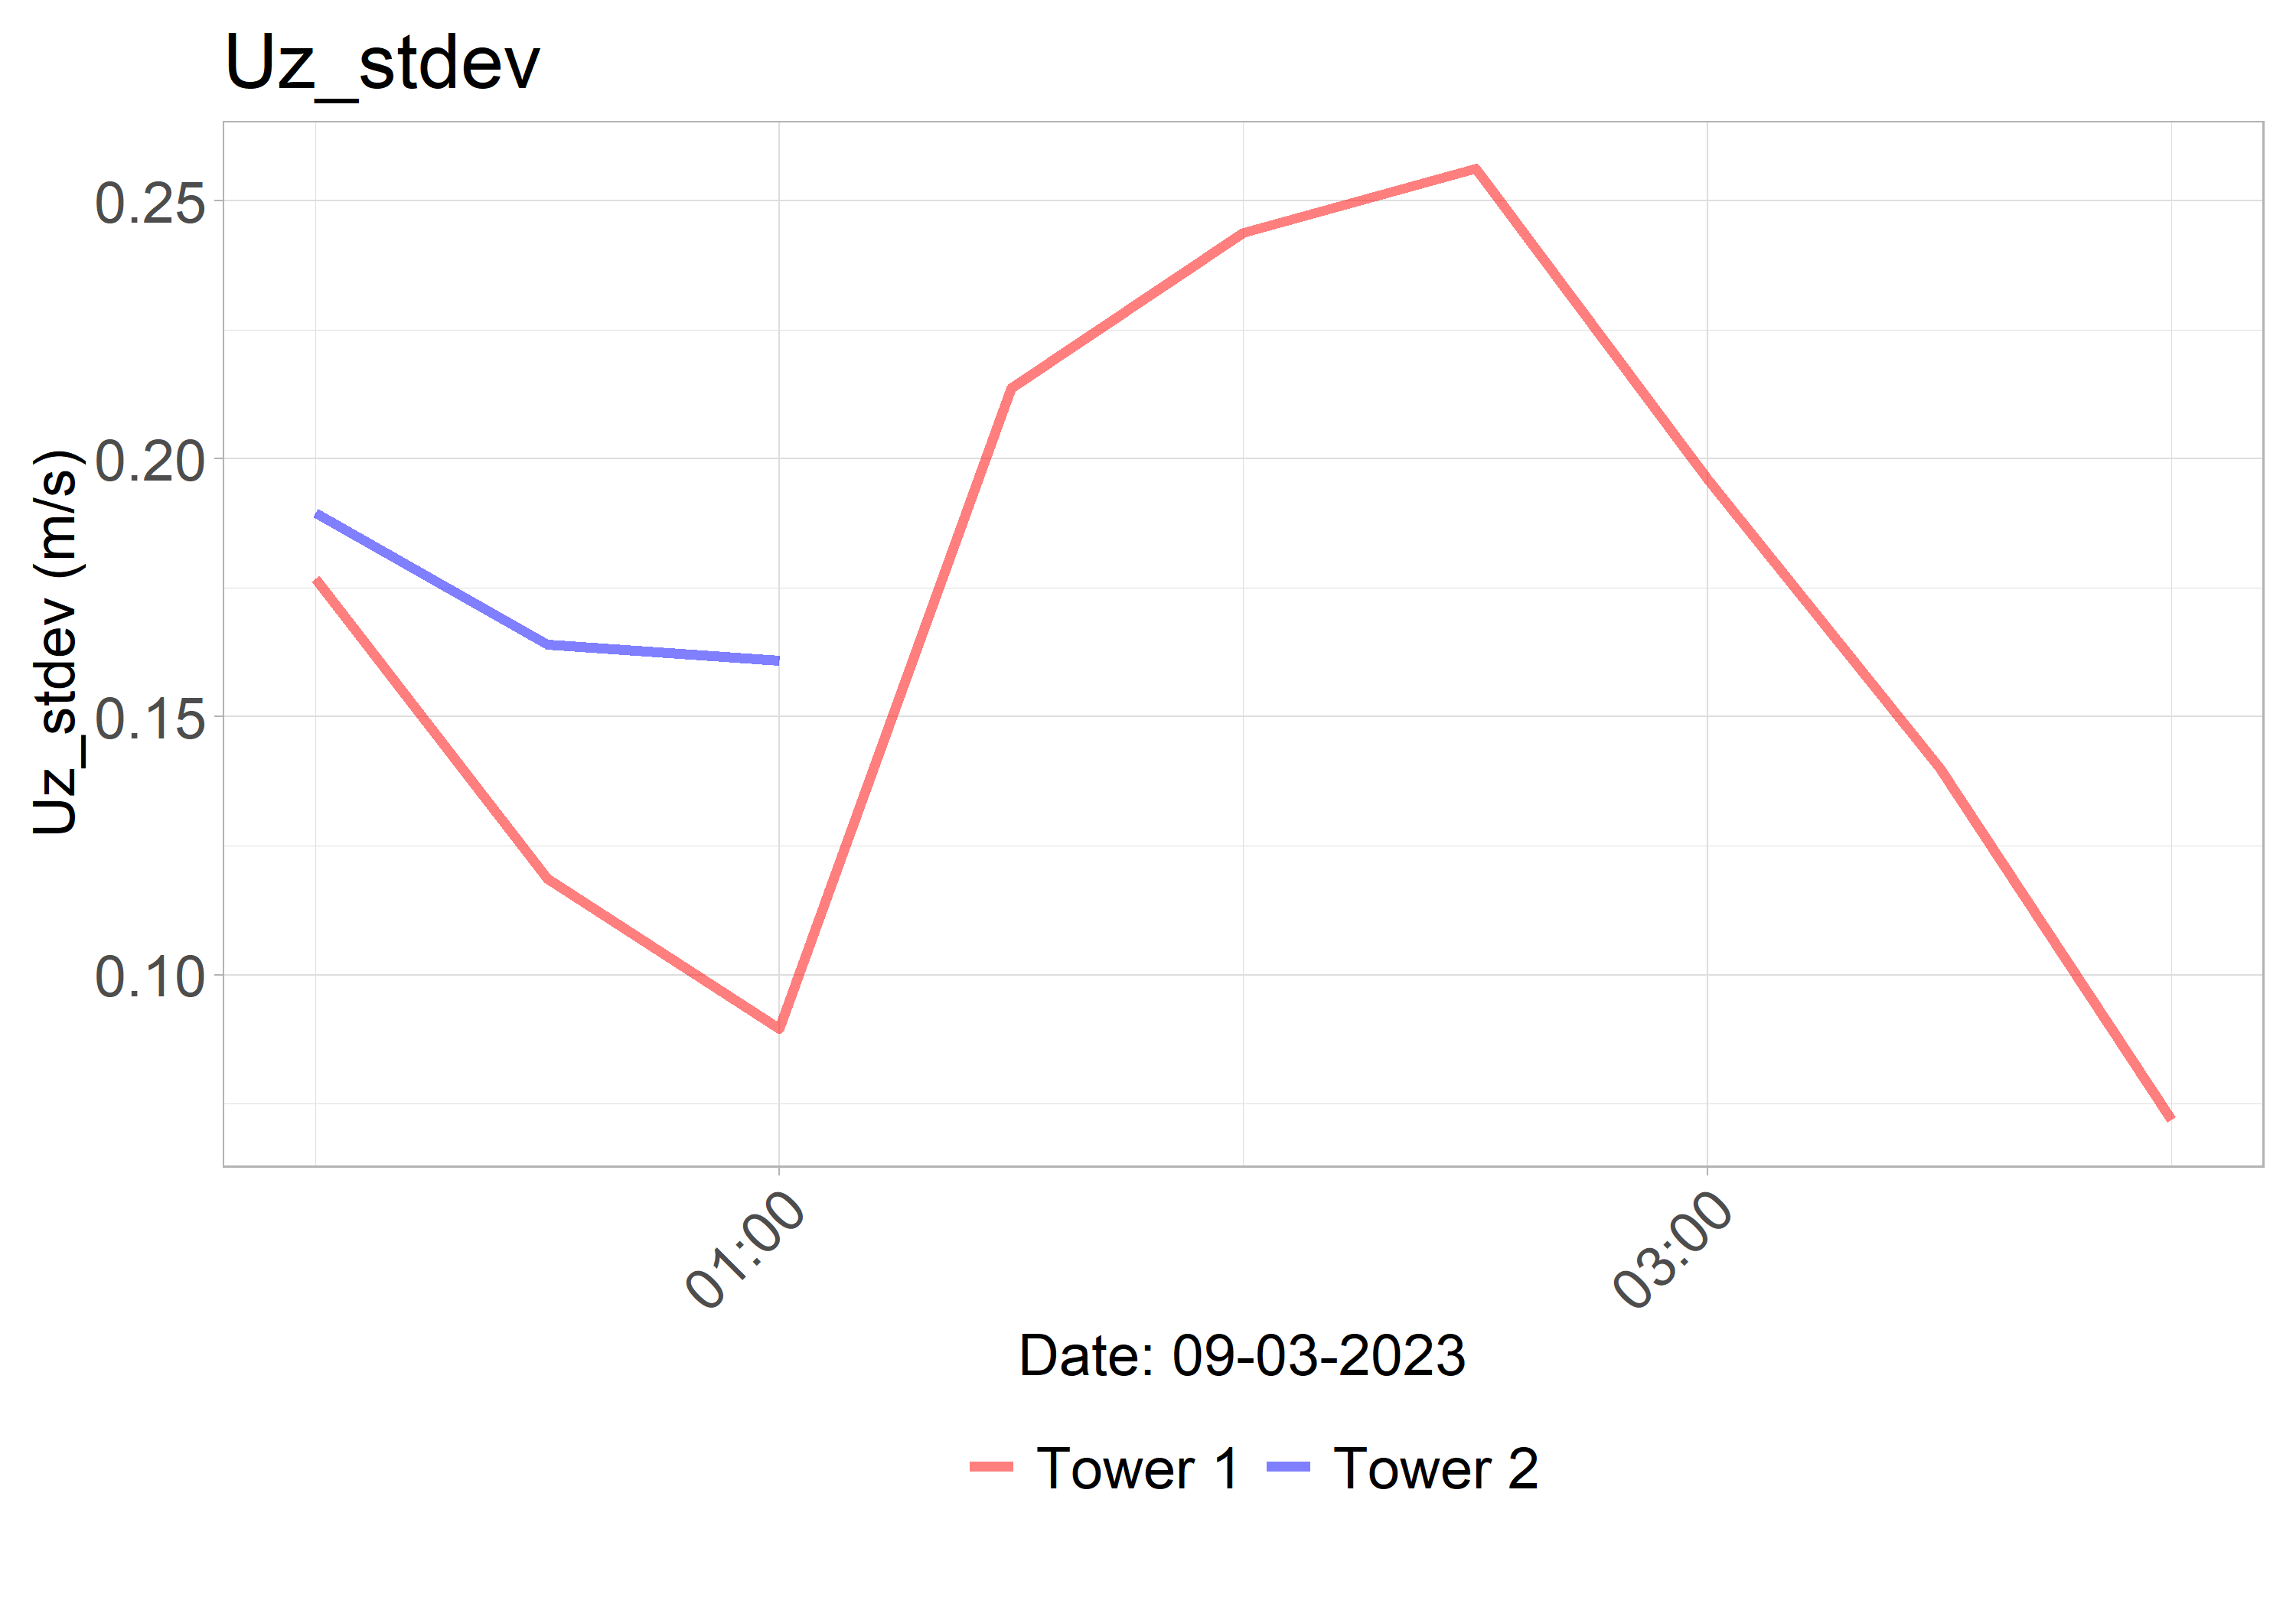 Uz_stdev
Uz_stdev (m/s)
0.25
0.20
0.15
0.10
01:00
03:00
Date: 09-03-2023
Tower 1
Tower 2